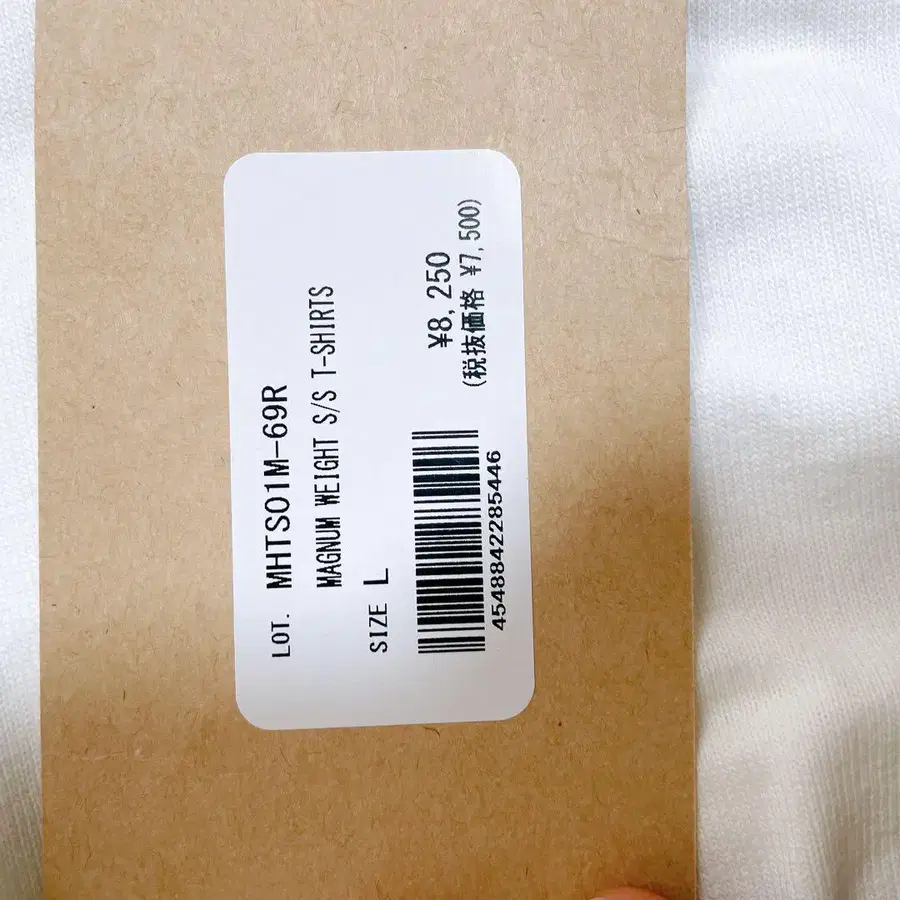 LOT. MHTS01M-69R
MAGNUM WEIGHT S/S T-SHIRTS
SIZE L
¥8,250
(税抜価格 ¥7,500)
4548842285446